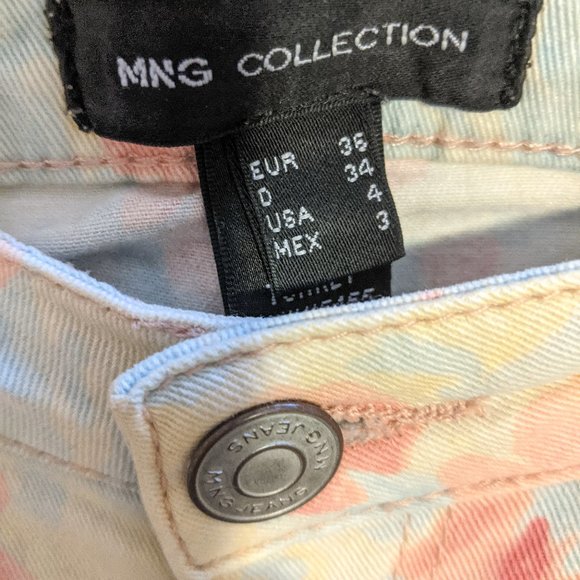 MNG COLLECTION
EUR 36
D 34
USA 4
MEX 3
MNG JEANS
MNG JEANS